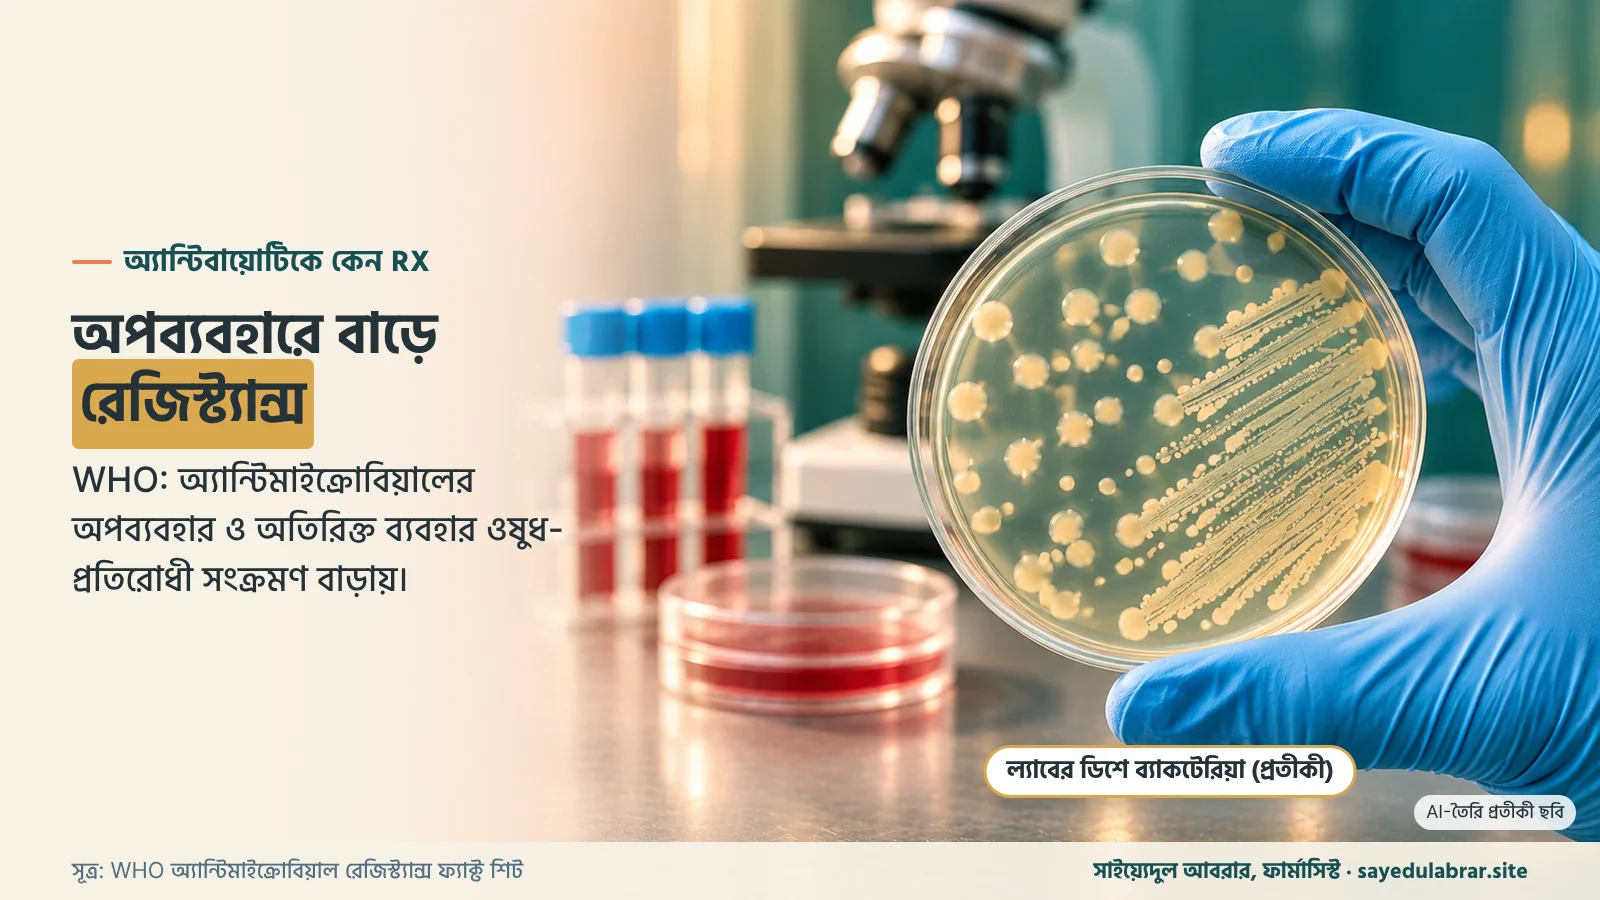 অ্যান্টিবায়োটিকে কেন RX
অপব্যবহারে বাড়ে
রেজিস্ট্যান্স
WHO: অ্যান্টিমাইক্রোবিয়ালের
অপব্যবহার ও অতিরিক্ত ব্যবহার ওষুধ-
প্রতিরোধী সংক্রমণ বাড়ায়।
ল্যাবের ডিশে ব্যাকটেরিয়া (প্রতীকী)
AI-তৈরি প্রতীকী ছবি
সূত্র: WHO অ্যান্টিমাইক্রোবিয়াল রেজিস্ট্যান্স ফ্যাক্ট শিট
সাইয়্যেদুল আবরার, ফার্মাসিস্ট · sayedulabrar.site